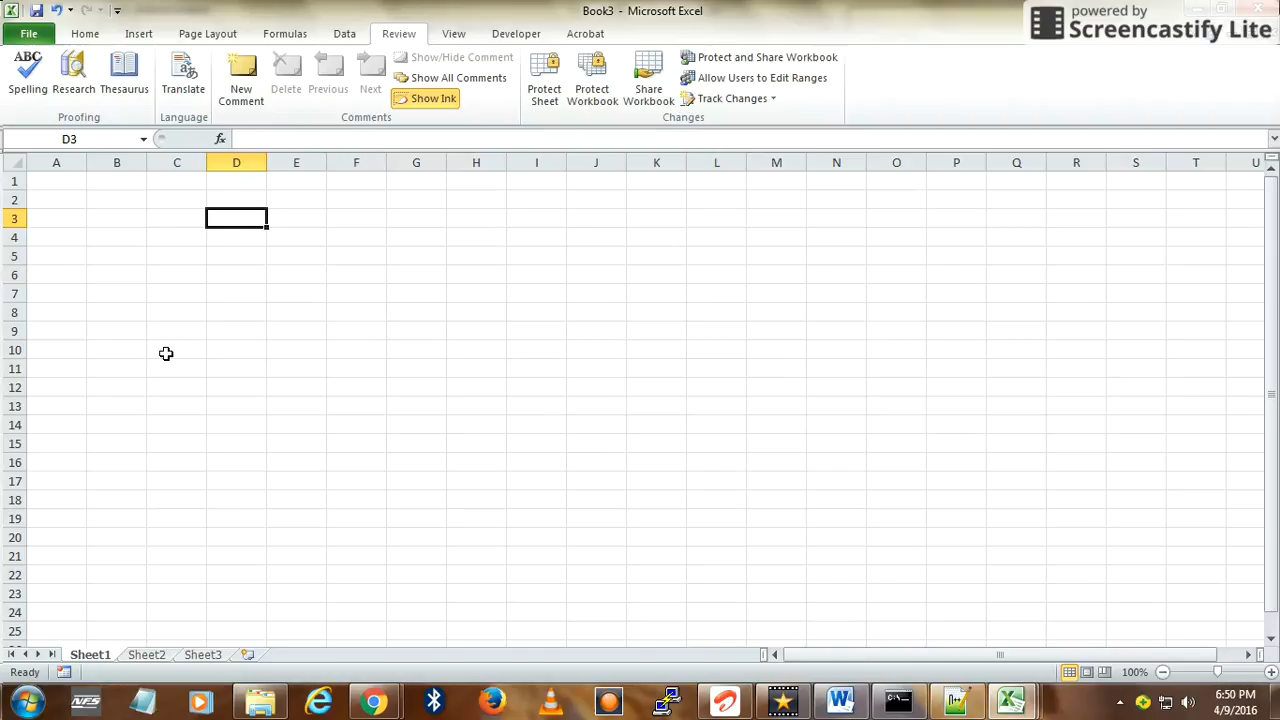 Book3 - Microsoft Excel
powered by
Screencastify Lite
File Home Insert Page Layout Formulas Data Review View Developer Acrobat
ABC
Spelling Research Thesaurus Translate New Comment Delete Previous Next
Show/Hide Comment
Show All Comments
Show Ink
Protect Sheet Protect Workbook Share Workbook
Protect and Share Workbook
Allow Users to Edit Ranges
Track Changes
Proofing Language Comments Changes
D3 fx
A B C D E F G H I J K L M N O P Q R S T U
1
2
3
4
5
6
7
8
9
10
11
12
13
14
15
16
17
18
19
20
21
22
23
24
25
Sheet1 Sheet2 Sheet3
Ready 100%
NFS
6:50 PM
4/9/2016